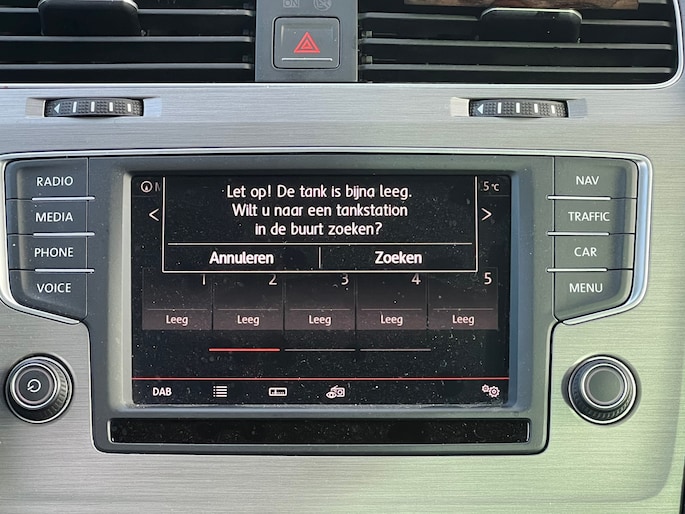 RADIO
MEDIA
PHONE
VOICE
M
.5 °C
Let op! De tank is bijna leeg.
Wilt u naar een tankstation
in de buurt zoeken?
Annuleren
Zoeken
1 2 3 4 5
Leeg Leeg Leeg Leeg Leeg
DAB
NAV
TRAFFIC
CAR
MENU